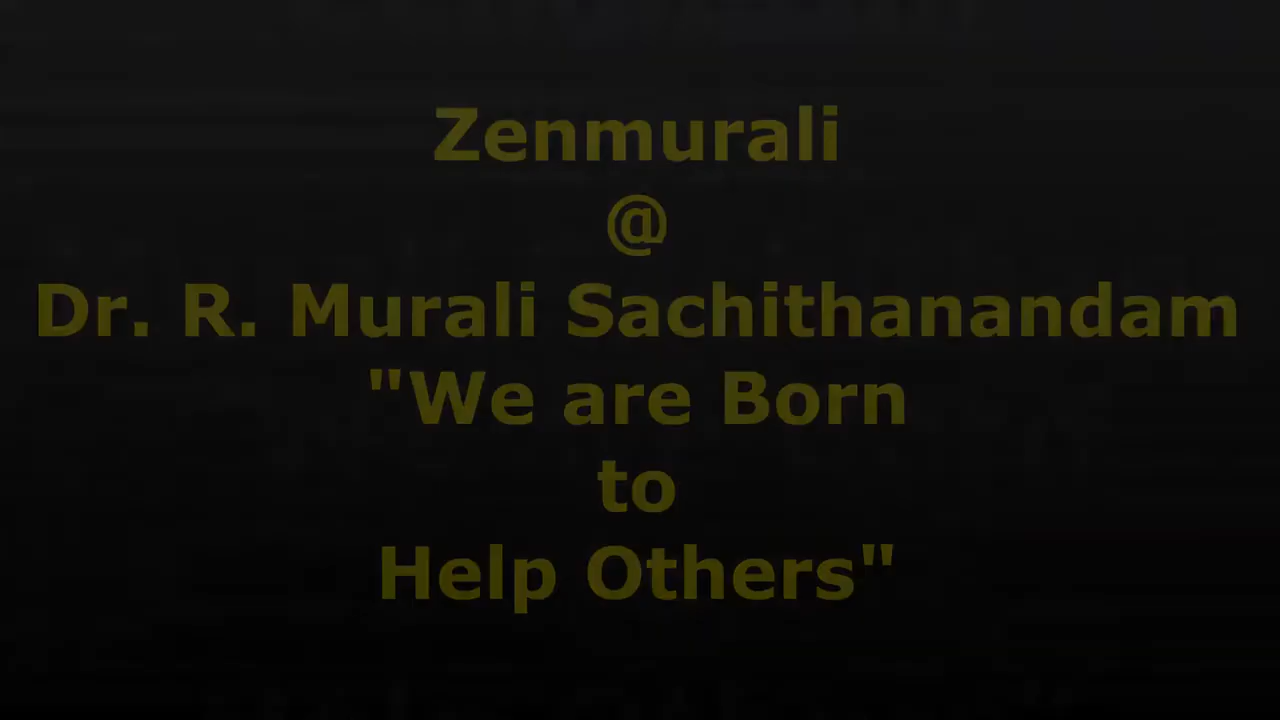 Zenmurali
@
Dr. R. Murali Sachithanandam
"We are Born
to
Help Others"